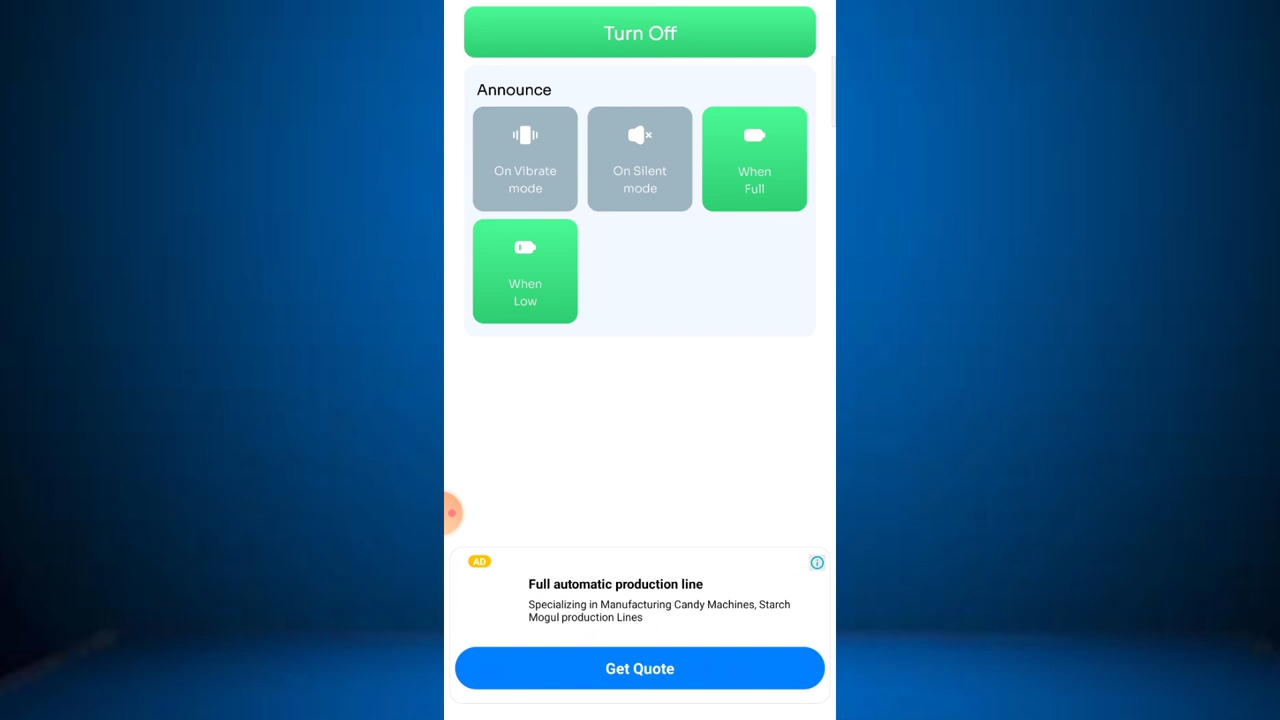 Turn Off
Announce
On Vibrate
mode
On Silent
mode
When
Full
When
Low
AD
Full automatic production line
Specializing in Manufacturing Candy Machines, Starch
Mogul production Lines
Get Quote